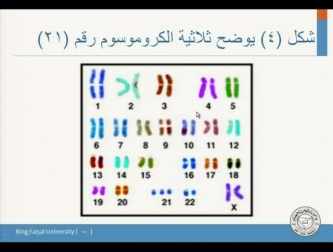 شكل (٤) يوضح ثلاثية الكروموسوم رقم (٢١)
1 2 3 4 5
6 7 8 9 10 11 12
13 14 15 16 17 18
19 20 21 22 X
King Faisal University [ ]